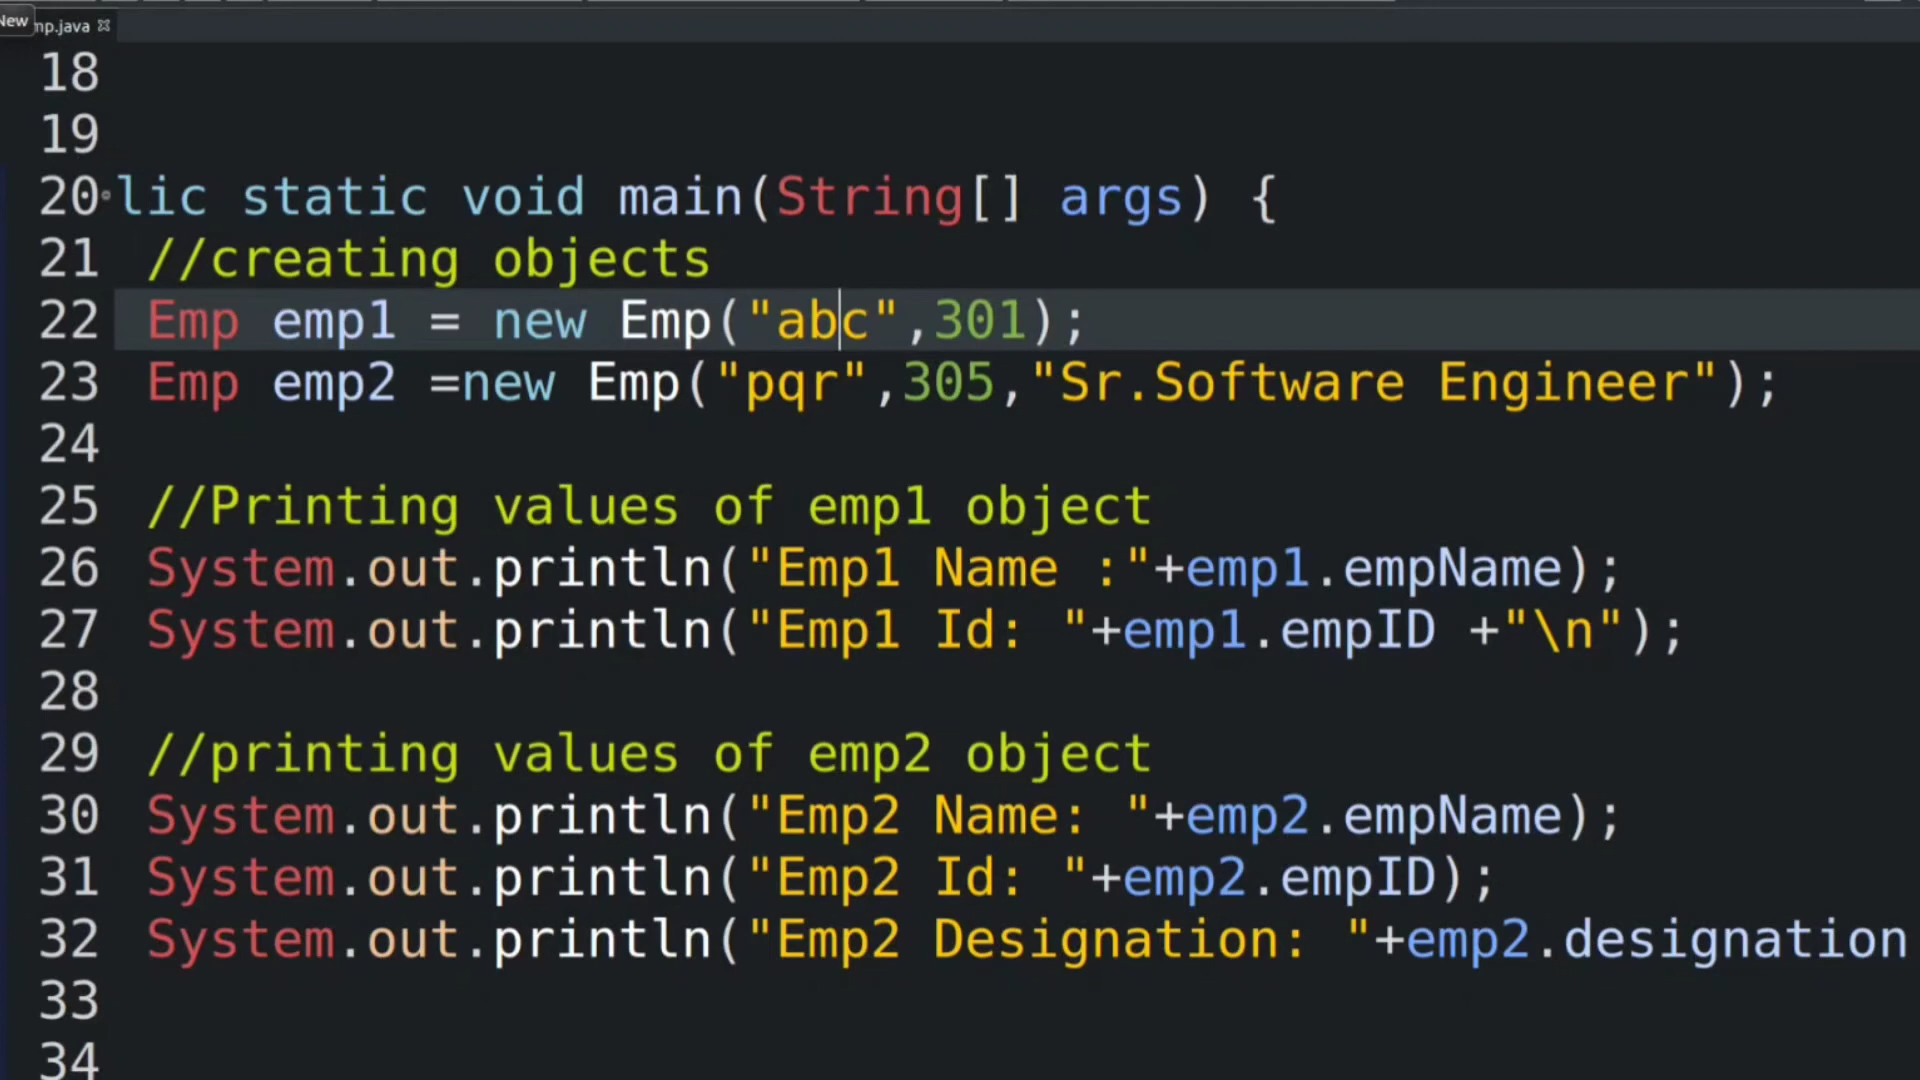 New
mp.java
18
19
20 lic static void main(String[] args) {
21 //creating objects
22 Emp emp1 = new Emp("abc",301);
23 Emp emp2 =new Emp("pqr",305,"Sr.Software Engineer");
24
25 //Printing values of emp1 object
26 System.out.println("Emp1 Name :"+emp1.empName);
27 System.out.println("Emp1 Id: "+emp1.empID +"\n");
28
29 //printing values of emp2 object
30 System.out.println("Emp2 Name: "+emp2.empName);
31 System.out.println("Emp2 Id: "+emp2.empID);
32 System.out.println("Emp2 Designation: "+emp2.designation
33
34